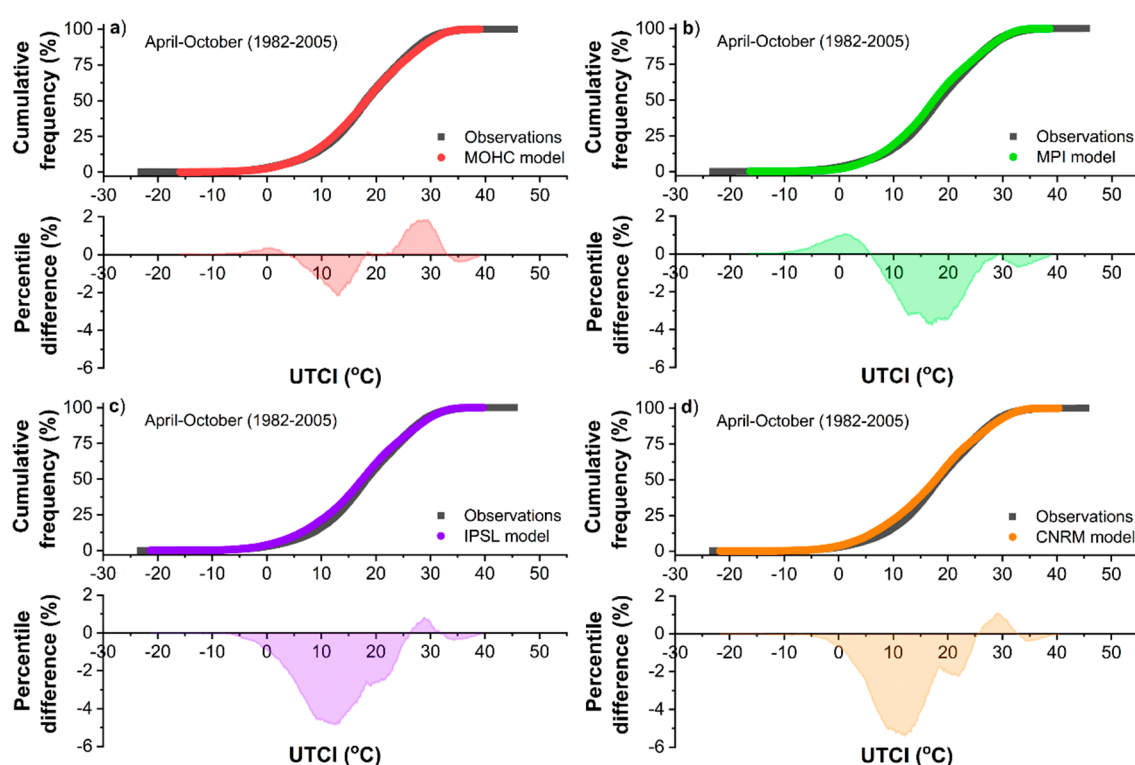 a)
April-October (1982-2005)
Cumulative
frequency (%)
100
75
50
25
0
Observations
MOHC model
-30 -20 -10 0 10 20 30 40 50
Percentile
difference (%)
2
0
-2
-4
-6
-20 -10 0 10 20 30 40 50
UTCI (°C)
b)
April-October (1982-2005)
Cumulative
frequency (%)
100
75
50
25
0
Observations
MPI model
-30 -20 -10 0 10 20 30 40 50
Percentile
difference (%)
2
0
-2
-4
-6
-20 -10 0 10 20 30 40 50
UTCI (°C)
c)
April-October (1982-2005)
Cumulative
frequency (%)
100
75
50
25
0
Observations
IPSL model
-30 -20 -10 0 10 20 30 40 50
Percentile
difference (%)
2
0
-2
-4
-6
-20 -10 0 10 20 30 40 50
UTCI (°C)
d)
April-October (1982-2005)
Cumulative
frequency (%)
100
75
50
25
0
Observations
CNRM model
-30 -20 -10 0 10 20 30 40 50
Percentile
difference (%)
2
0
-2
-4
-6
-20 -10 0 10 20 30 40 50
UTCI (°C)